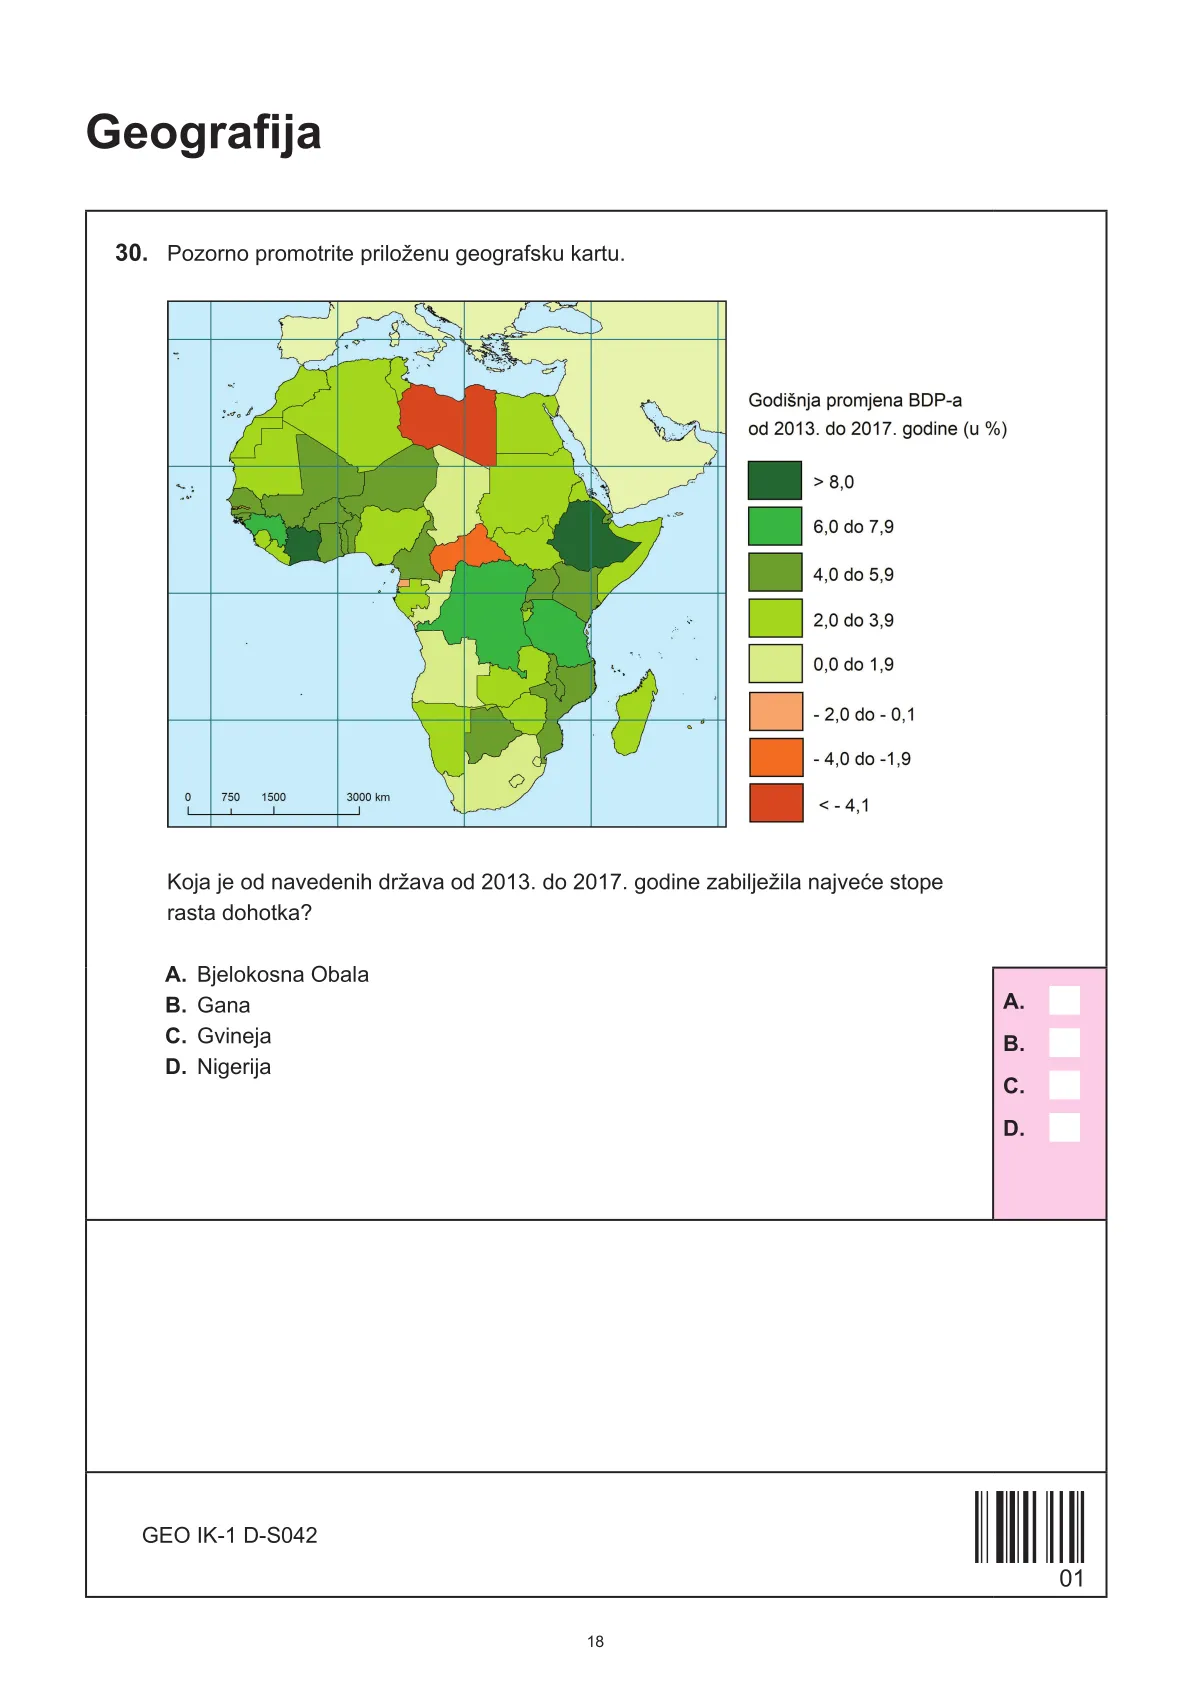 Geografija
30. Pozorno promotrite priloženu geografsku kartu.
Godišnja promjena BDP-a
od 2013. do 2017. godine (u %)
> 8,0
6,0 do 7,9
4,0 do 5,9
2,0 do 3,9
0,0 do 1,9
- 2,0 do - 0,1
- 4,0 do -1,9
< - 4,1
0 750 1500 3000 km
Koja je od navedenih država od 2013. do 2017. godine zabilježila najveće stope
rasta dohotka?
A. Bjelokosna Obala
B. Gana
C. Gvineja
D. Nigerija
A.
B.
C.
D.
GEO IK-1 D-S042
01
18